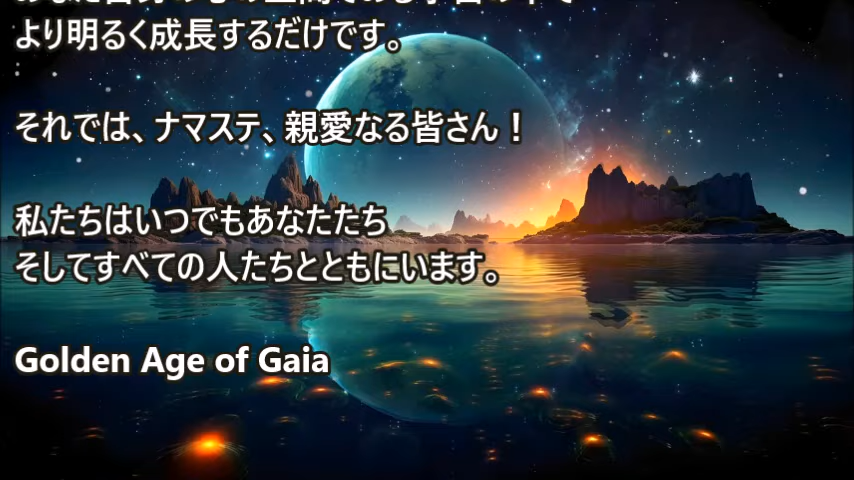 より明るく成長するだけです。
それでは、ナマステ、親愛なる皆さん！
私たちはいつでもあなたたち
そしてすべての人たちとともにいます。
Golden Age of Gaia